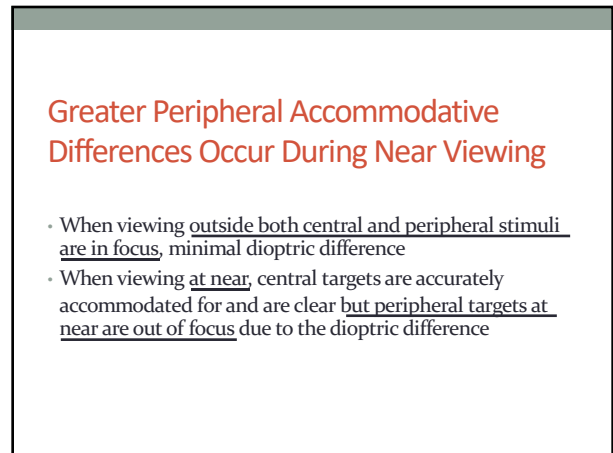 Greater Peripheral Accommodative
Differences Occur During Near Viewing
• When viewing outside both central and peripheral stimuli
are in focus, minimal dioptric difference
• When viewing at near, central targets are accurately
accommodated for and are clear but peripheral targets at
near are out of focus due to the dioptric difference